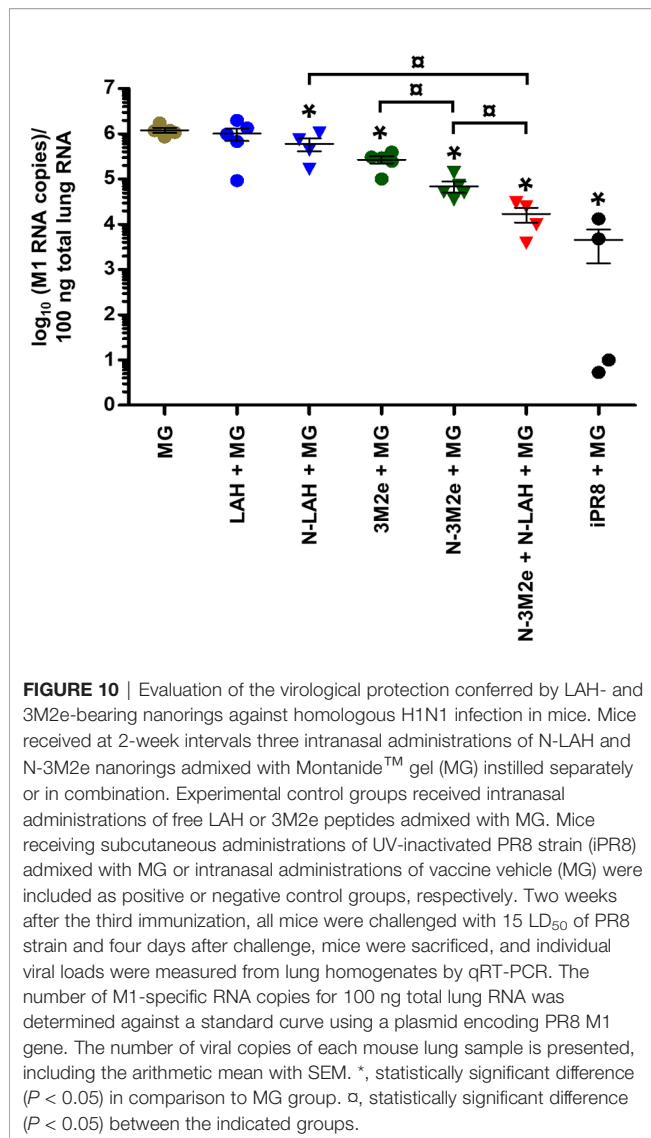 ¤
¤
¤
* * * * *
7
6
5
4
3
2
1
0
log10 (M1 RNA copies)/
100 ng total lung RNA
MG
LAH + MG
N-LAH + MG
3M2e + MG
N-3M2e + MG
N-3M2e + N-LAH + MG
iPR8 + MG
FIGURE 10 | Evaluation of the virological protection conferred by LAH- and
3M2e-bearing nanorings against homologous H1N1 infection in mice. Mice
received at 2-week intervals three intranasal administrations of N-LAH and
N-3M2e nanorings admixed with Montanide™ gel (MG) instilled separately
or in combination. Experimental control groups received intranasal
administrations of free LAH or 3M2e peptides admixed with MG. Mice
receiving subcutaneous administrations of UV-inactivated PR8 strain (iPR8)
admixed with MG or intranasal administrations of vaccine vehicle (MG) were
included as positive or negative control groups, respectively. Two weeks
after the third immunization, all mice were challenged with 15 LD50 of PR8
strain and four days after challenge, mice were sacrificed, and individual
viral loads were measured from lung homogenates by qRT-PCR. The
number of M1-specific RNA copies for 100 ng total lung RNA was
determined against a standard curve using a plasmid encoding PR8 M1
gene. The number of viral copies of each mouse lung sample is presented,
including the arithmetic mean with SEM. *, statistically significant difference
(P < 0.05) in comparison to MG group. ¤, statistically significant difference
(P < 0.05) between the indicated groups.